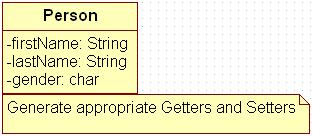 Person
-firstName: String
-lastName: String
-gender: char
Generate appropriate Getters and Setters